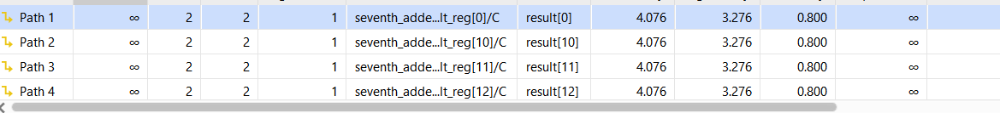 Path 1 ∞ 2 2 1 seventh_adde...lt_reg[0]/C result[0] 4.076 3.276 0.800 ∞
Path 2 ∞ 2 2 1 seventh_adde...lt_reg[10]/C result[10] 4.076 3.276 0.800 ∞
Path 3 ∞ 2 2 1 seventh_adde...lt_reg[11]/C result[11] 4.076 3.276 0.800 ∞
Path 4 ∞ 2 2 1 seventh_adde...lt_reg[12]/C result[12] 4.076 3.276 0.800 ∞